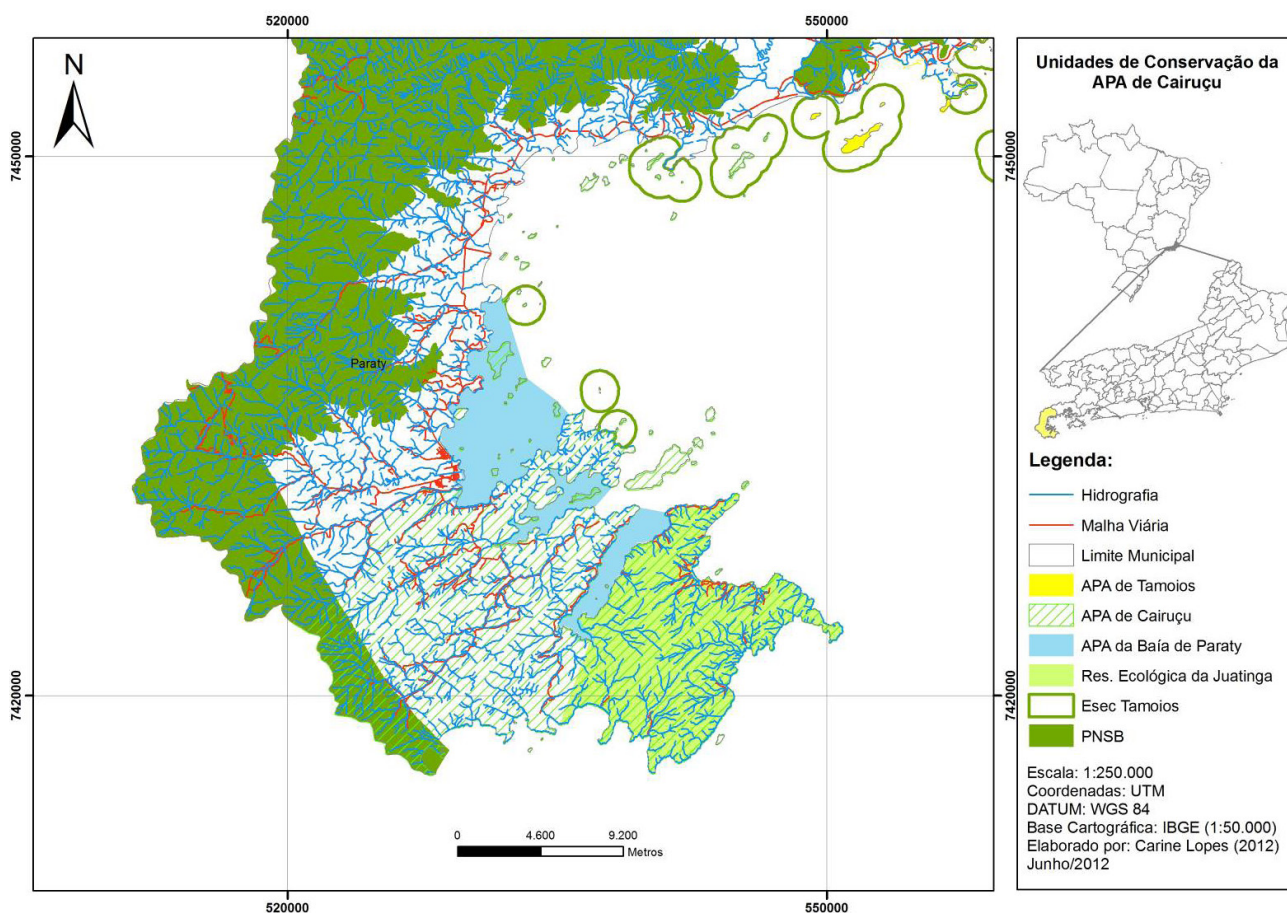 520000
550000
N
7450000
7450000
Paraty
7420000
7420000
0
4.600
9.200
Metros
520000
550000
Unidades de Conservação da
APA de Cairuçu
Legenda:
Hidrografia
Malha Viária
Limite Municipal
APA de Tamoios
APA de Cairuçu
APA da Baía de Paraty
Res. Ecológica da Juatinga
Esec Tamoios
PNSB
Escala: 1:250.000
Coordenadas: UTM
DATUM: WGS 84
Base Cartográfica: IBGE (1:50.000)
Elaborado por: Carine Lopes (2012)
Junho/2012